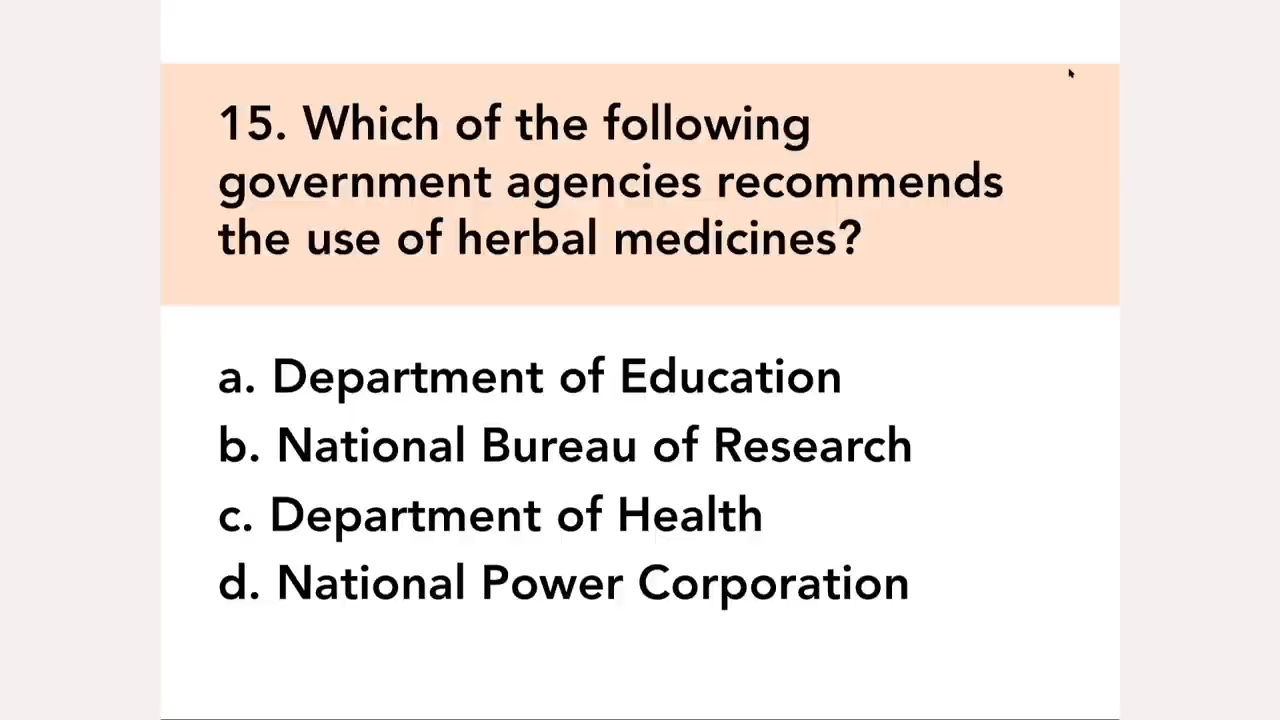 15. Which of the following
government agencies recommends
the use of herbal medicines?
a. Department of Education
b. National Bureau of Research
c. Department of Health
d. National Power Corporation